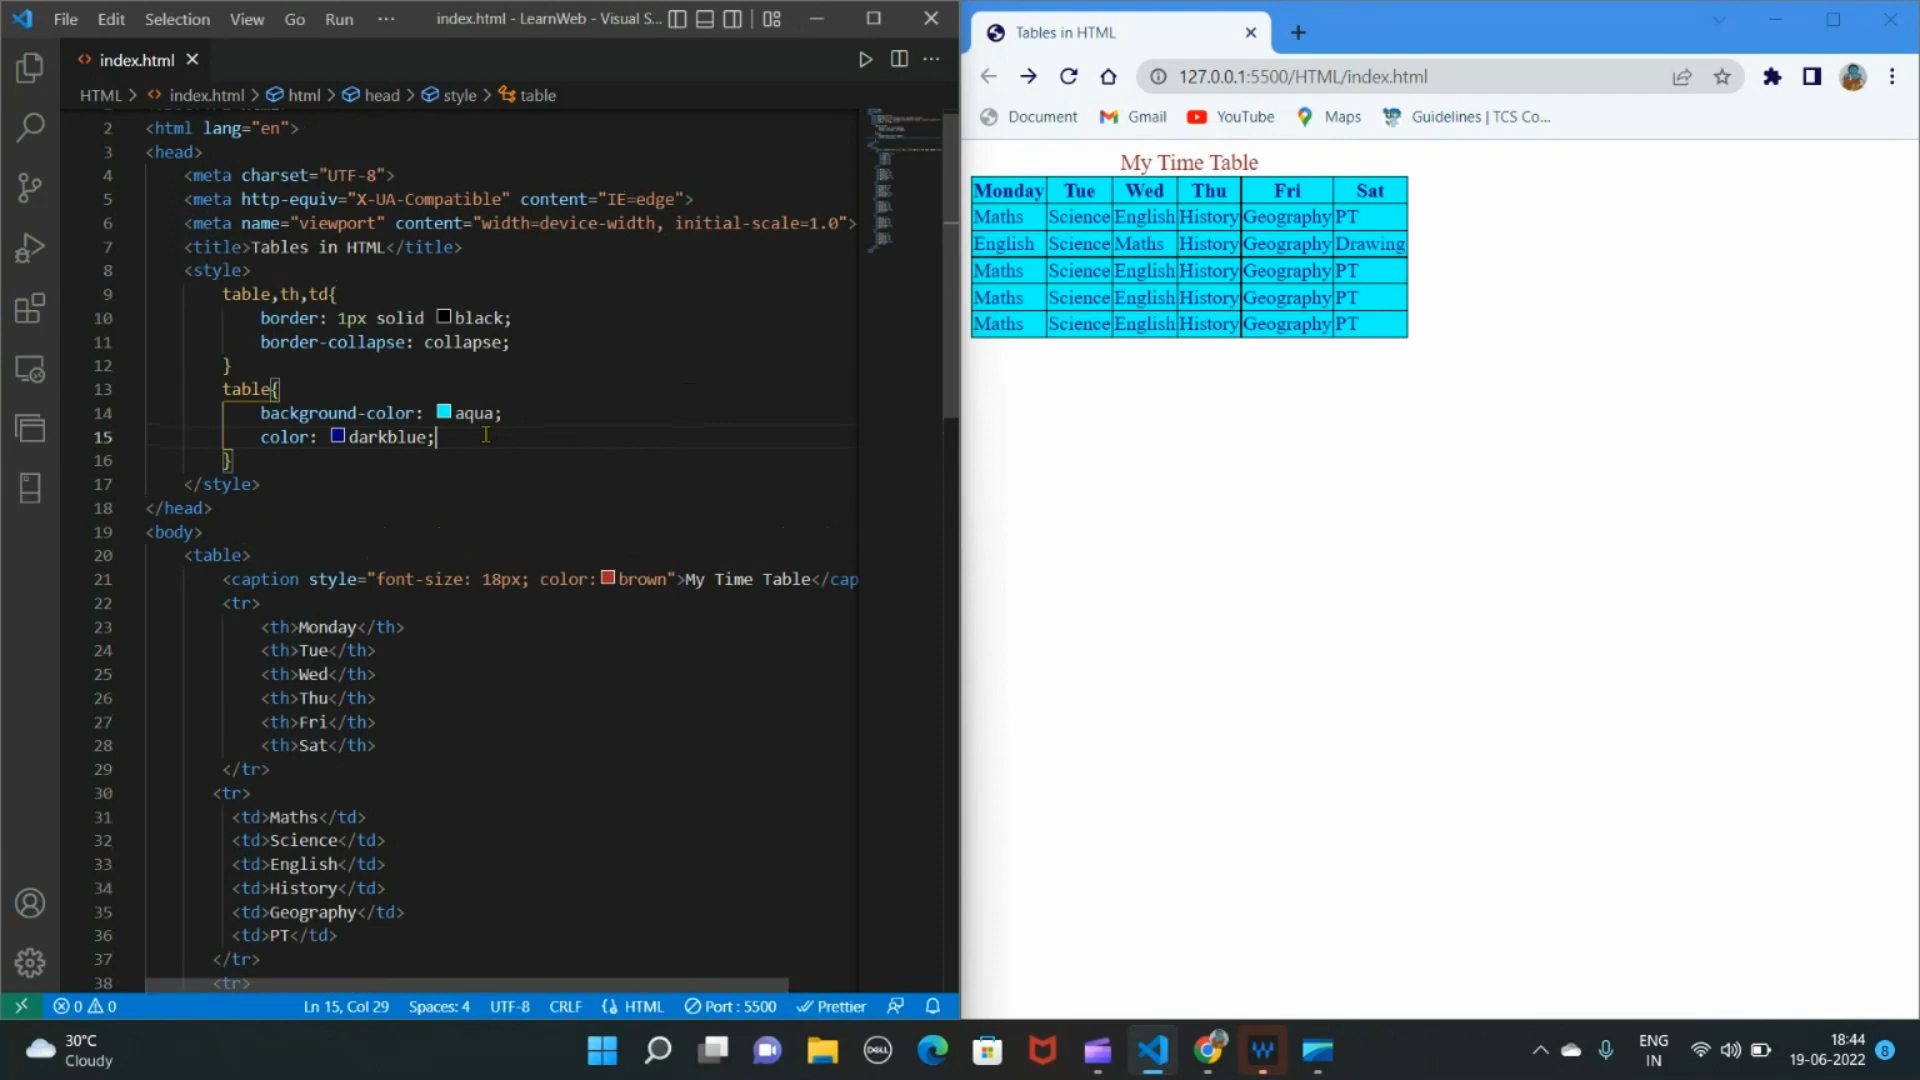 File Edit Selection View Go Run ··· index.html - LearnWeb - Visual S...
index.html
HTML > index.html > html > head > style > table
2 <html lang="en">
3 <head>
4 <meta charset="UTF-8">
5 <meta http-equiv="X-UA-Compatible" content="IE=edge">
6 <meta name="viewport" content="width=device-width, initial-scale=1.0">
7 <title>Tables in HTML</title>
8 <style>
9 table,th,td{
10 border: 1px solid black;
11 border-collapse: collapse;
12 }
13 table{
14 background-color: aqua;
15 color: darkblue;
16 }
17 </style>
18 </head>
19 <body>
20 <table>
21 <caption style="font-size: 18px; color: brown">My Time Table</cap
22 <tr>
23 <th>Monday</th>
24 <th>Tue</th>
25 <th>Wed</th>
26 <th>Thu</th>
27 <th>Fri</th>
28 <th>Sat</th>
29 </tr>
30 <tr>
31 <td>Maths</td>
32 <td>Science</td>
33 <td>English</td>
34 <td>History</td>
35 <td>Geography</td>
36 <td>PT</td>
37 </tr>
38 <tr>
0 0 Ln 15, Col 29 Spaces: 4 UTF-8 CRLF HTML Port : 5500 Prettier
Tables in HTML
127.0.0.1:5500/HTML/index.html
Document Gmail YouTube Maps Guidelines | TCS Co...
My Time Table
Monday Tue Wed Thu Fri Sat
Maths Science English History Geography PT
English Science Maths History Geography Drawing
Maths Science English History Geography PT
Maths Science English History Geography PT
Maths Science English History Geography PT
30°C
Cloudy
DELL
ENG
IN
18:44
19-06-2022
8